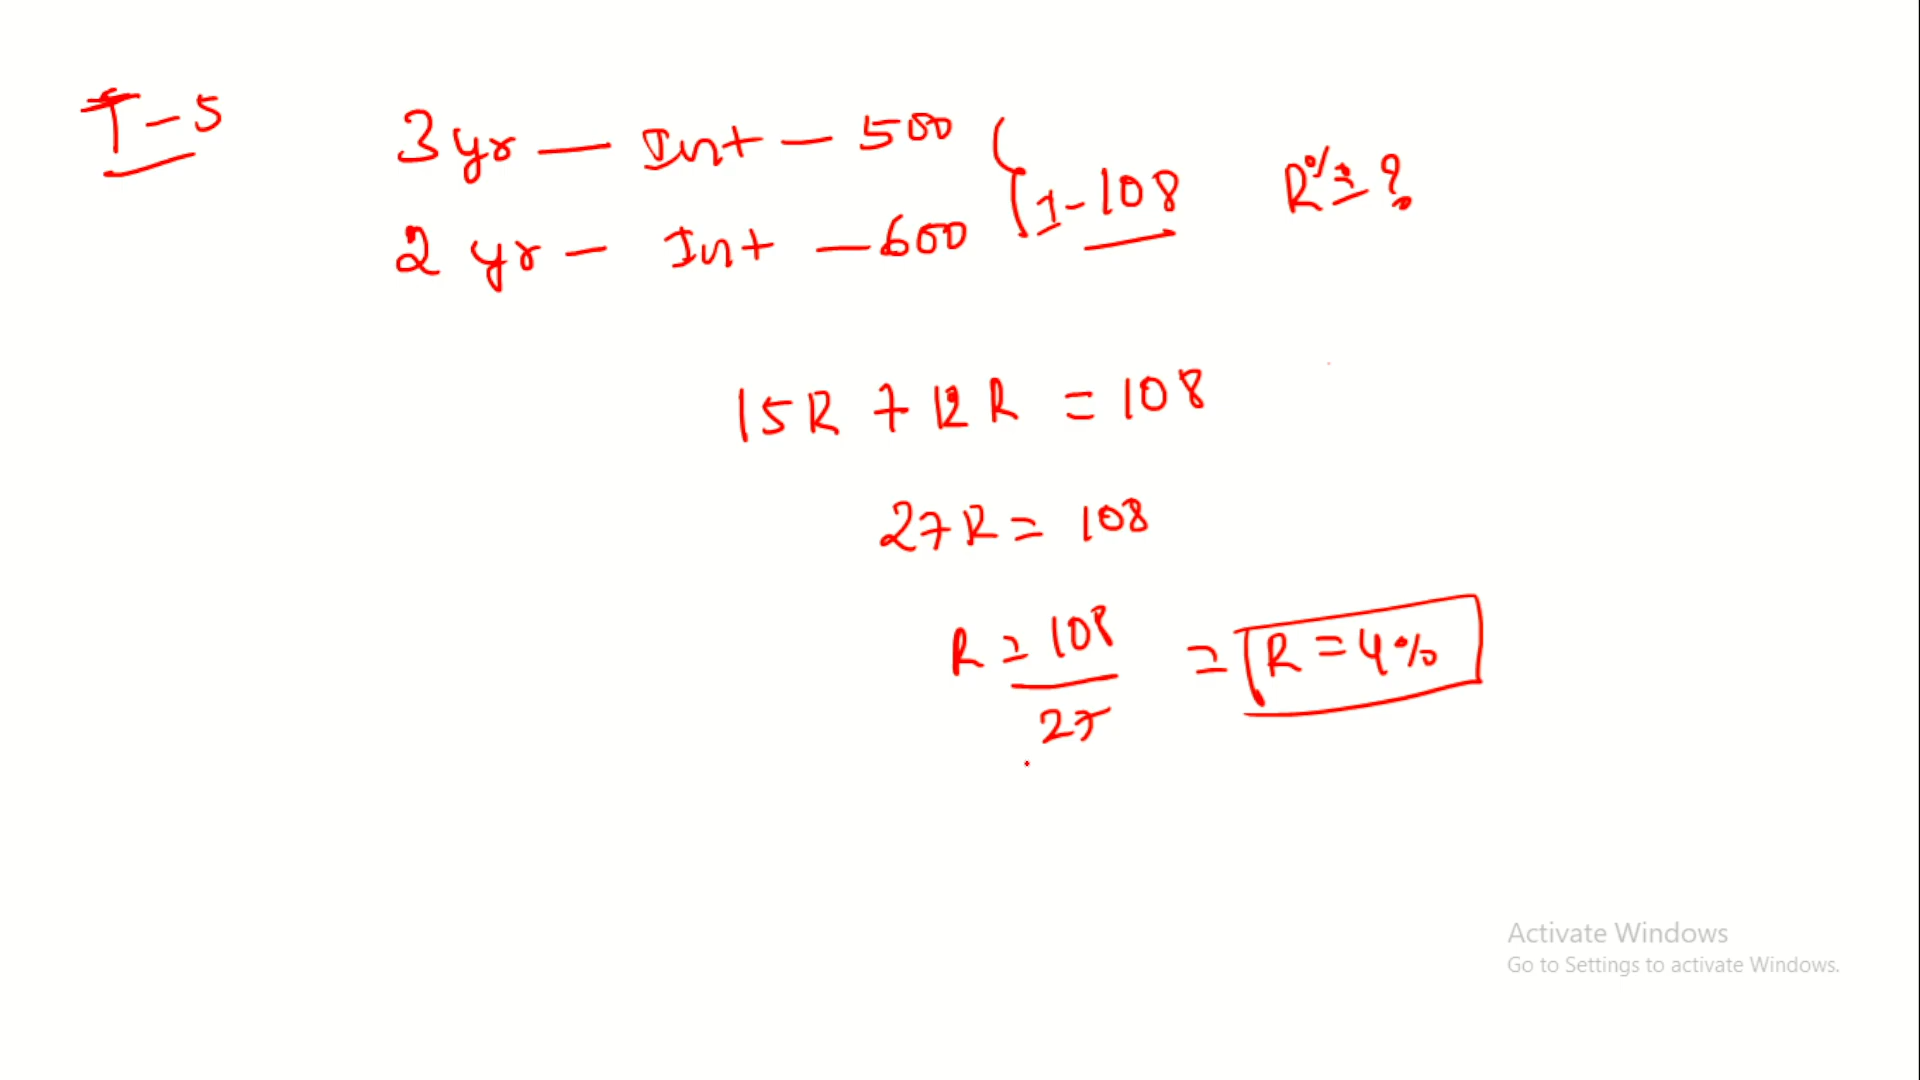 T-5
3 yr — Int — 500
2 yr — Int — 600
I - 108
R% = ?
15R + 12R = 108
27R = 108
R = 108/27 = R = 4%
Activate Windows
Go to Settings to activate Windows.